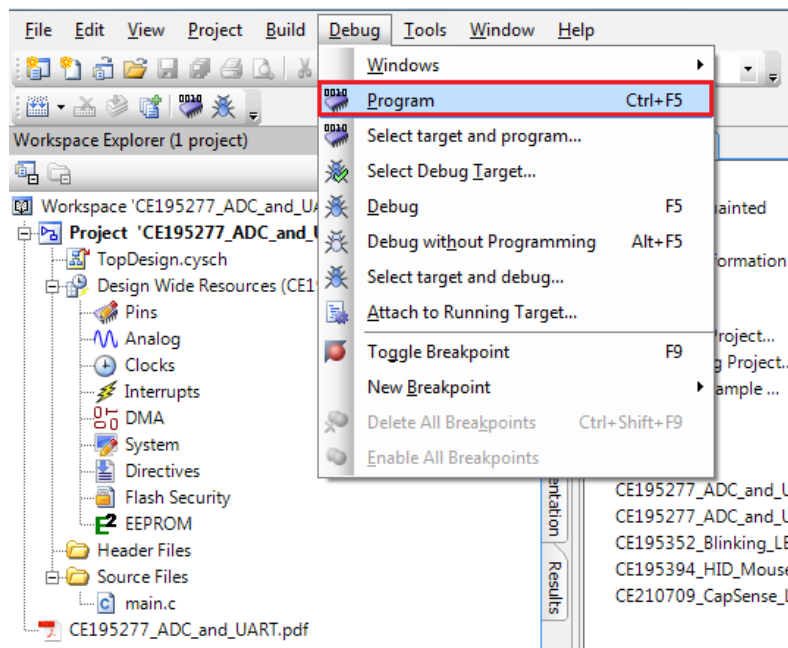 File Edit View Project Build Debug Tools Window Help
Windows
Program Ctrl+F5
Select target and program...
Select Debug Target...
Debug F5
Debug without Programming Alt+F5
Select target and debug...
Attach to Running Target...
Toggle Breakpoint F9
New Breakpoint
Delete All Breakpoints Ctrl+Shift+F9
Enable All Breakpoints
Workspace Explorer (1 project)
Workspace 'CE195277_ADC_and_UA
Project 'CE195277_ADC_and_U
TopDesign.cysch
Design Wide Resources (CE1
Pins
Analog
Clocks
Interrupts
DMA
System
Directives
Flash Security
EEPROM
Header Files
Source Files
main.c
CE195277_ADC_and_UART.pdf
entation
Results
uainted
formation
roject...
g Project..
ample ...
CE195277_ADC_and_U
CE195277_ADC_and_U
CE195352_Blinking_LE
CE195394_HID_Mouse
CE210709_CapSense_L